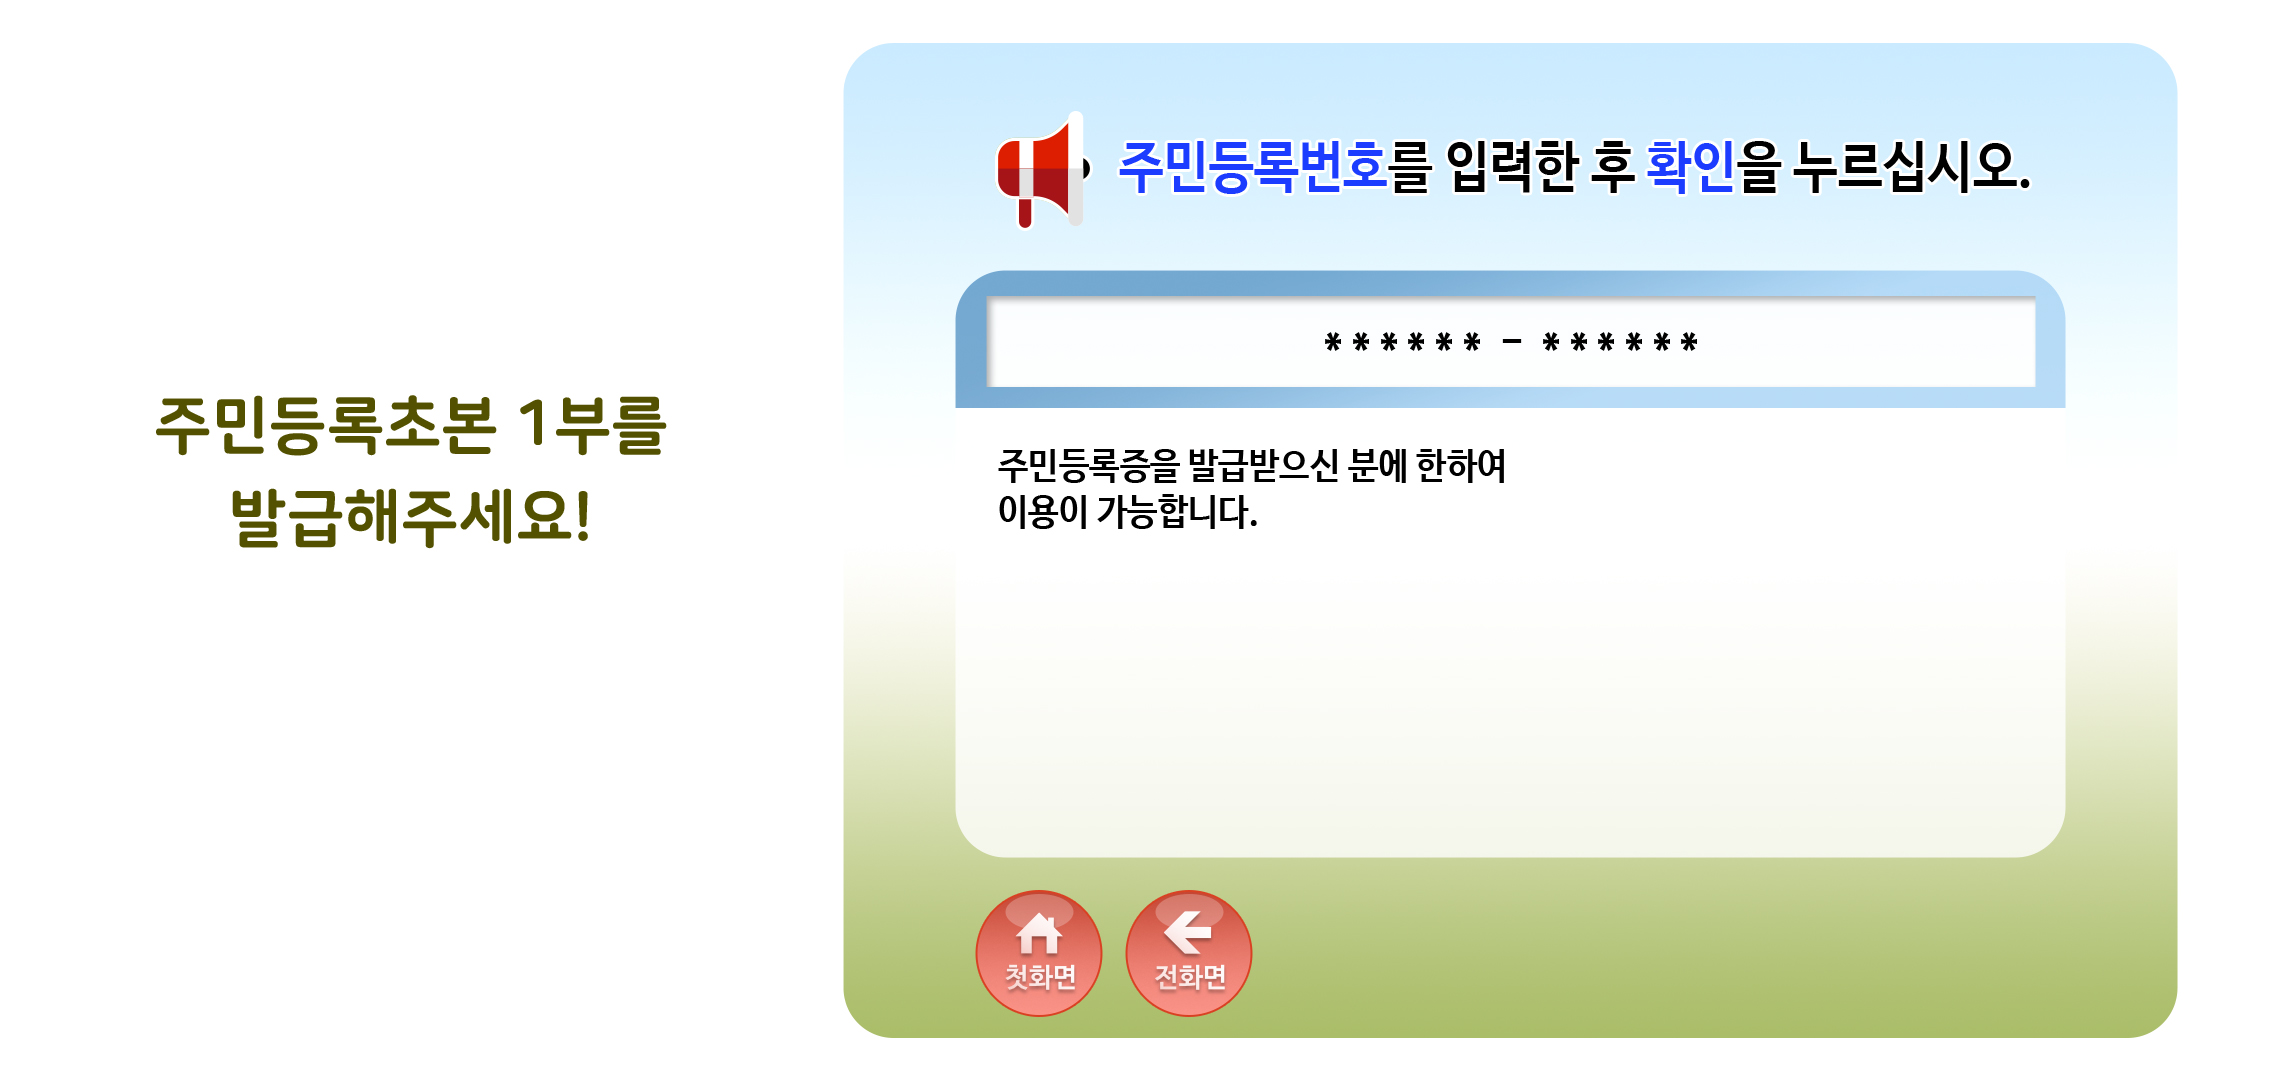 주민등록초본 1부를
발급해주세요!
주민등록번호를 입력한 후 확인을 누르십시오.
****** - ******
주민등록증을 발급받으신 분에 한하여
이용이 가능합니다.
첫화면
전화면